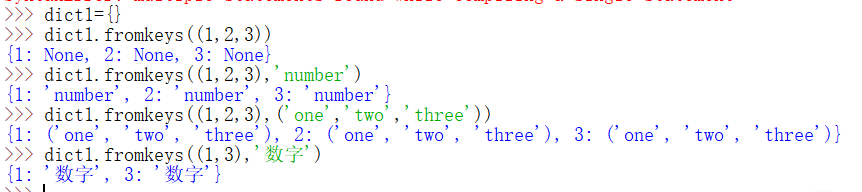 SyntaxError: multiple statements found while compiling a single statement
>>> dict1={}
>>> dict1.fromkeys((1,2,3))
{1: None, 2: None, 3: None}
>>> dict1.fromkeys((1,2,3),'number')
{1: 'number', 2: 'number', 3: 'number'}
>>> dict1.fromkeys((1,2,3),('one','two','three'))
{1: ('one', 'two', 'three'), 2: ('one', 'two', 'three'), 3: ('one', 'two', 'three')}
>>> dict1.fromkeys((1,3),'数字')
{1: '数字', 3: '数字'}
>>>